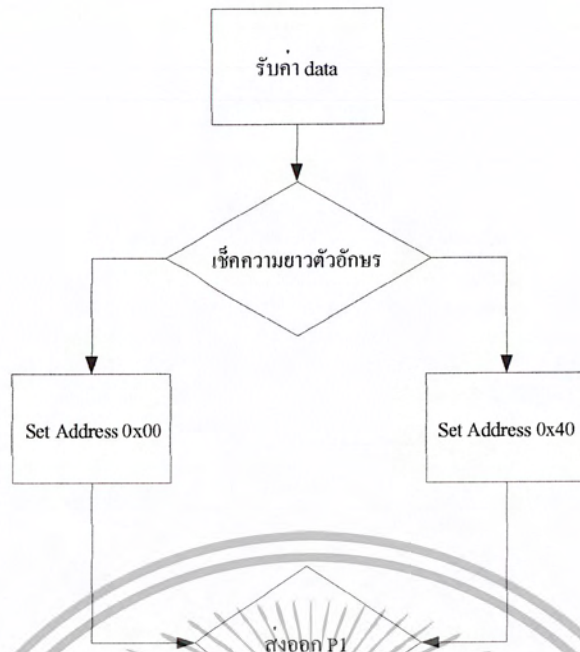 รับค่า data
เช็คความยาวตัวอักษร
Set Address 0x00
Set Address 0x40
ส่งออก P1